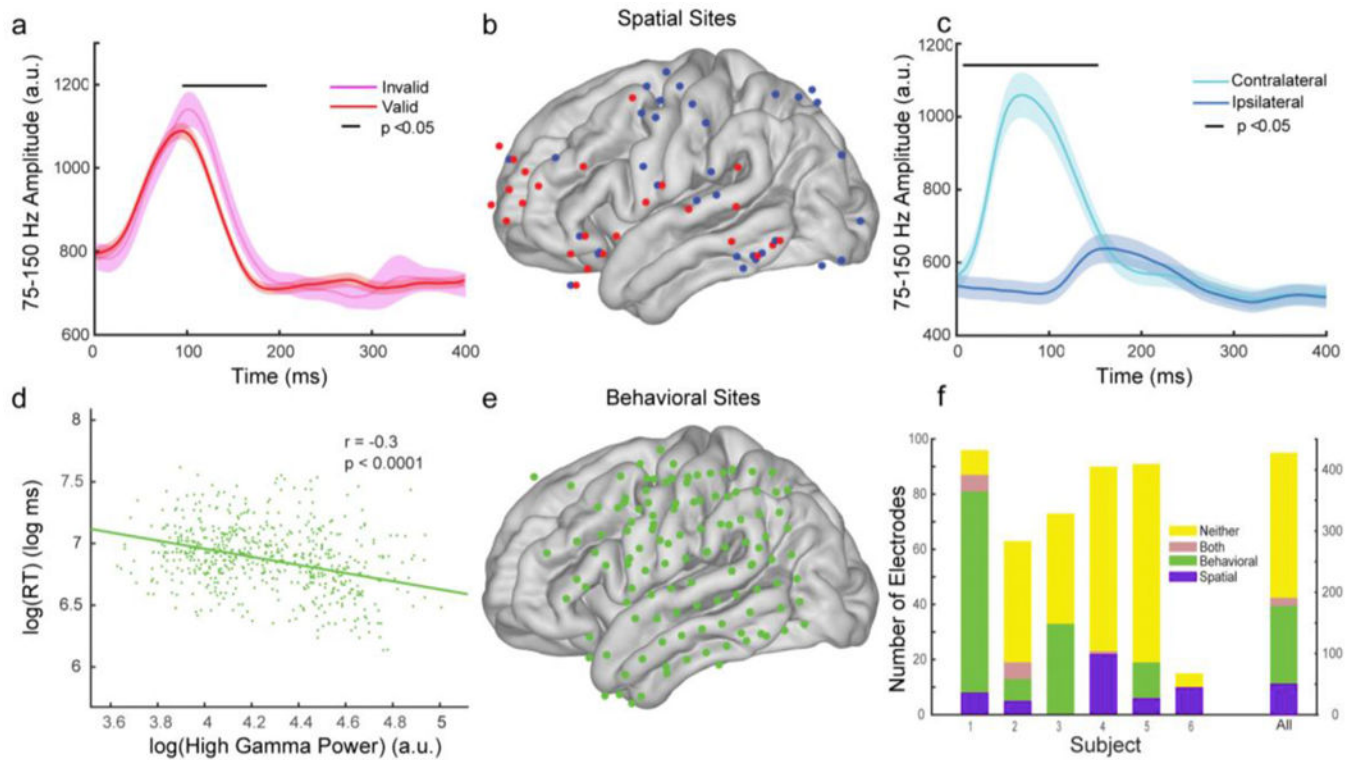 a
75-150 Hz Amplitude (a.u.)
1200
1000
800
600
Invalid
Valid
p <0.05
0
100
200
300
400
Time (ms)
b
Spatial Sites
c
75-150 Hz Amplitude (a.u.)
1200
1000
800
600
400
Contralateral
Ipsilateral
p <0.05
0
100
200
300
400
Time (ms)
d
log(RT) (log ms)
8
7.5
7
6.5
6
r = -0.3
p < 0.0001
3.6
3.8
4
4.2
4.4
4.6
4.8
5
log(High Gamma Power) (a.u.)
e
Behavioral Sites
f
Number of Electrodes
100
80
60
40
20
0
Neither
Both
Behavioral
Spatial
400
300
200
100
0
1
2
3
4
5
6
All
Subject